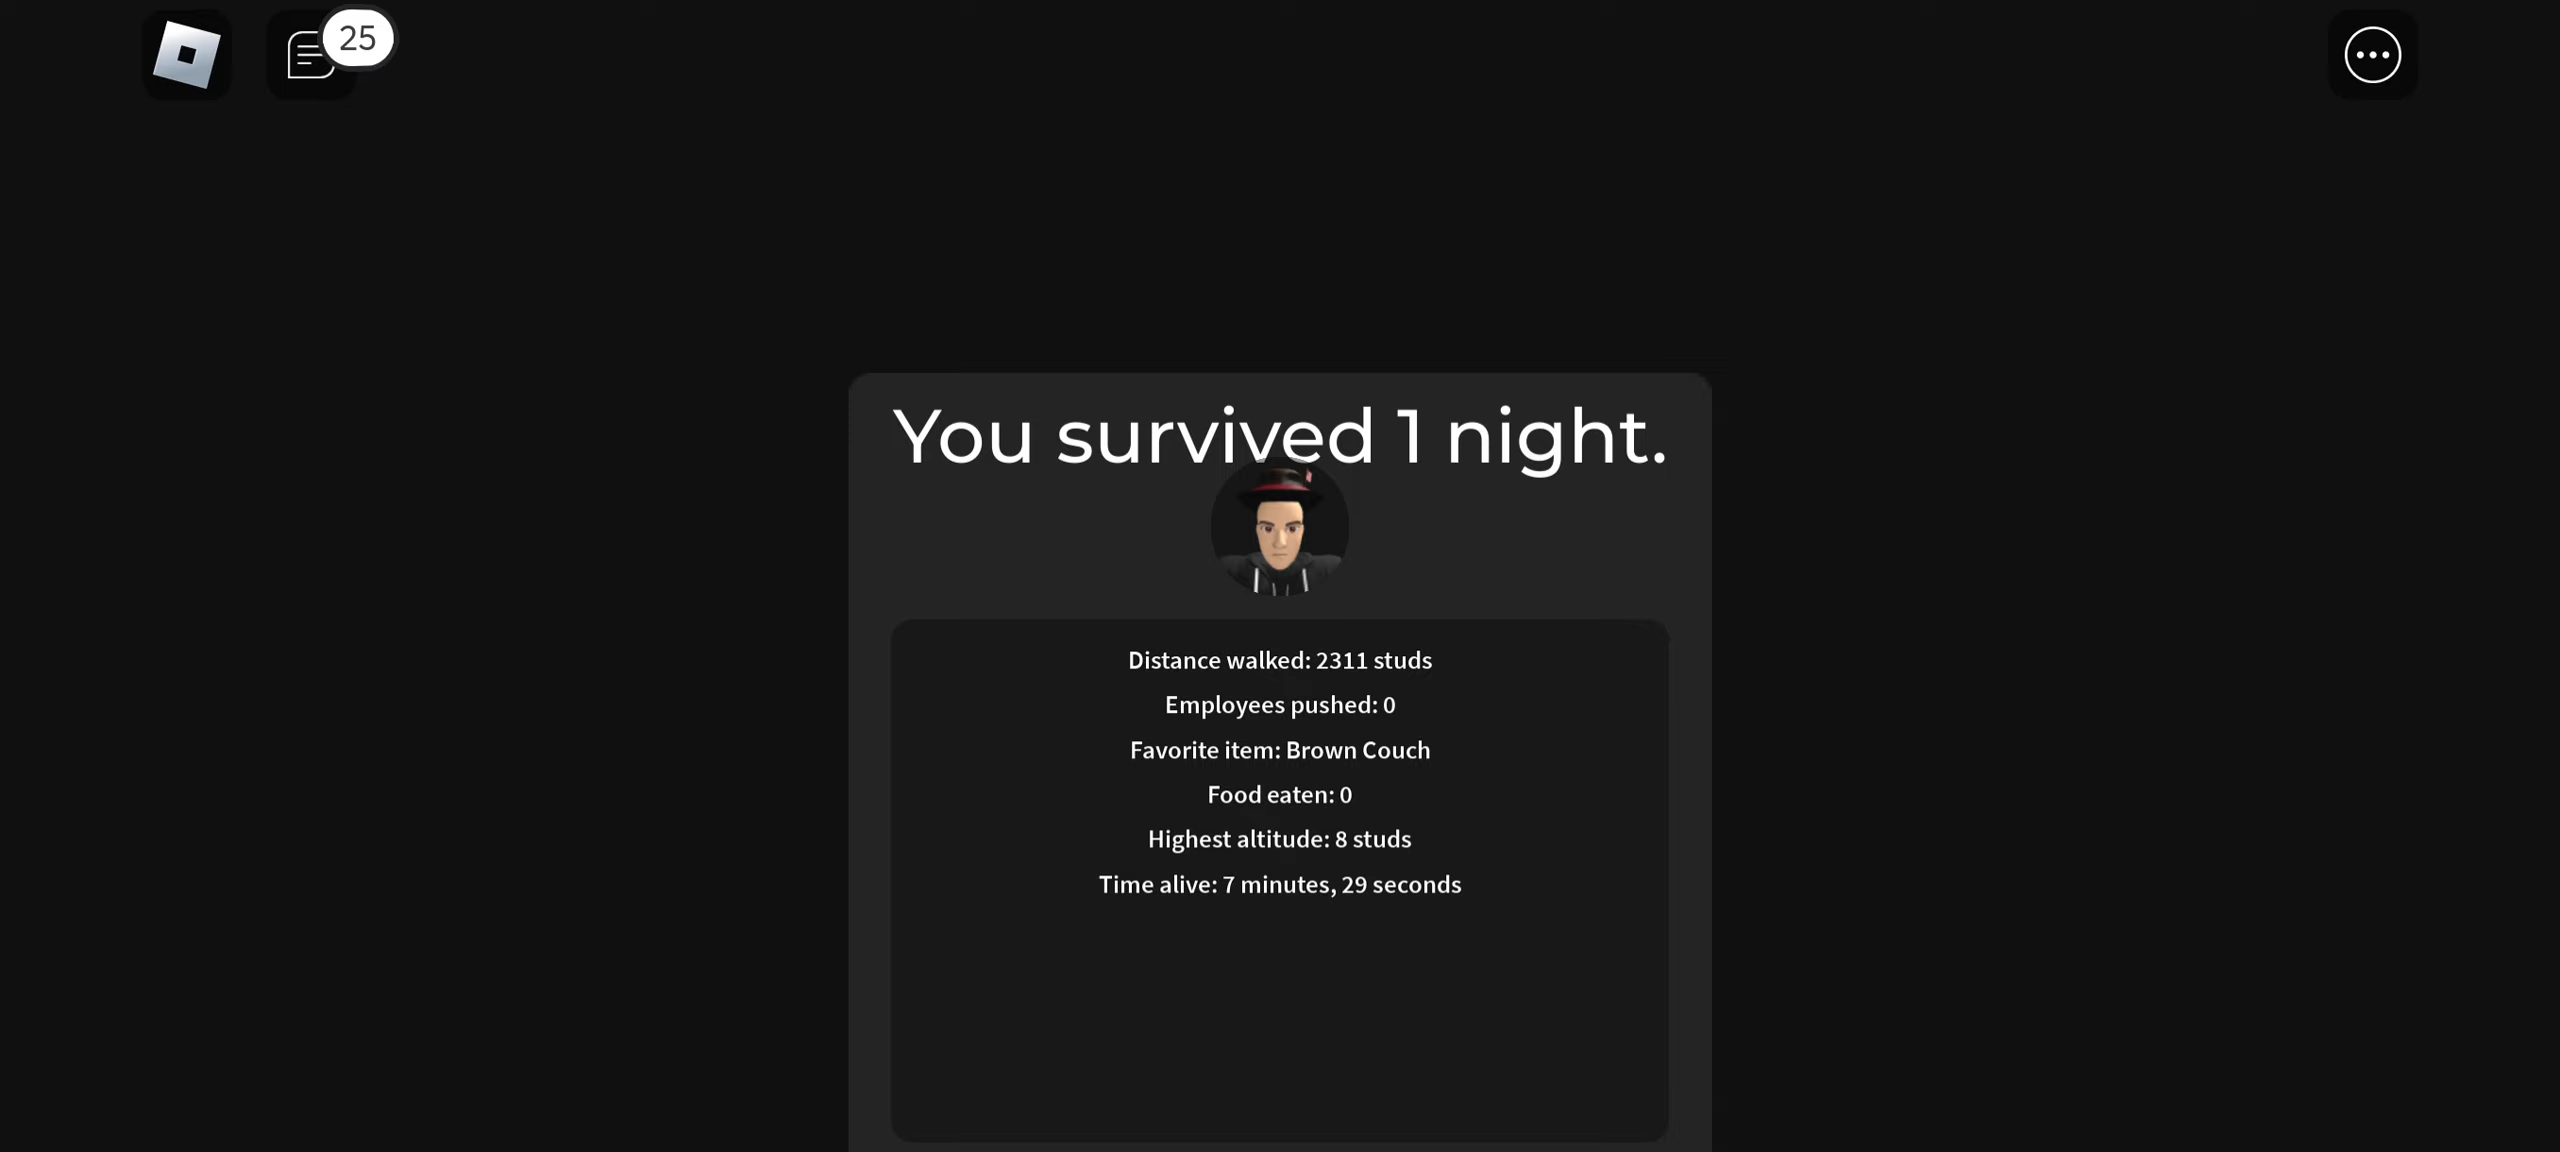 25
You survived 1 night.
Distance walked: 2311 studs
Employees pushed: 0
Favorite item: Brown Couch
Food eaten: 0
Highest altitude: 8 studs
Time alive: 7 minutes, 29 seconds